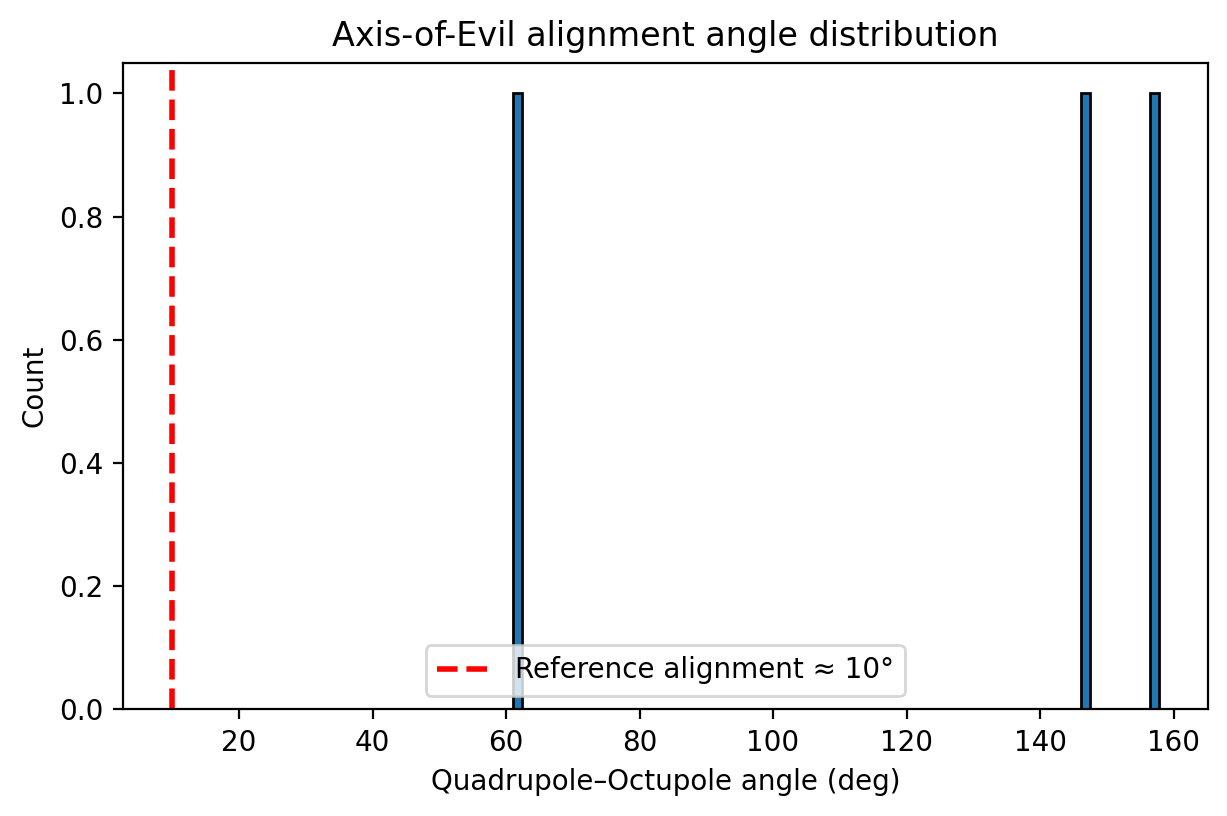 Axis-of-Evil alignment angle distribution
1.0
0.8
0.6
0.4
0.2
0.0
Count
Reference alignment ≈ 10°
20 40 60 80 100 120 140 160
Quadrupole–Octupole angle (deg)